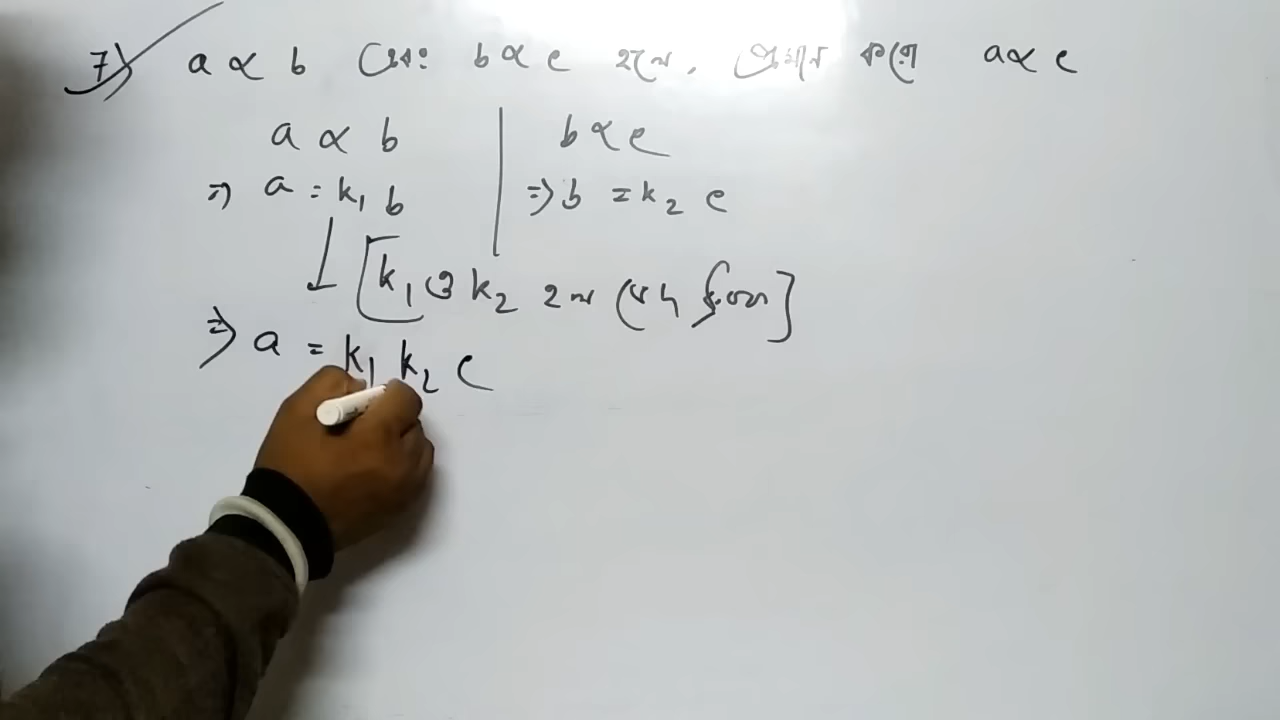 7) a ∝ b এবং b ∝ c হলে, প্রমাণ করো a ∝ c
a ∝ b | b ∝ c
⇒ a = k₁ b | ⇒ b = k₂ c
[k₁ ও k₂ হল ভেদ ধ্রুবক]
⇒ a = k₁ k₂ c